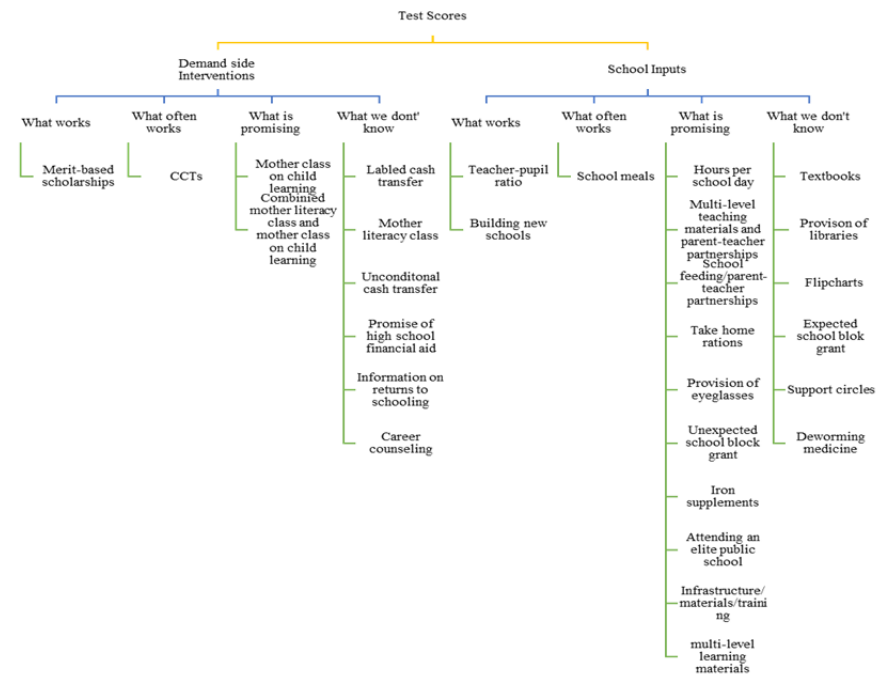 Test Scores
Demand side
Interventions
School Inputs
What works
What often
works
What is
promising
What we dont'
know
What works
What often
works
What is
promising
What we don't
know
Merit-based
scholarships
CCTs
Mother class
on child
learning
Combinied
mother literacy
class and
mother class
on child
learning
Labled cash
transfer
Mother
literacy class
Unconditonal
cash transfer
Promise of
high school
financial aid
Information on
returns to
schooling
Career
counseling
Teacher-pupil
ratio
Building new
schools
School meals
Hours per
school day
Multi-level
teaching
materials and
parent-teacher
partnerships
School
feeding/parent-
teacher
partnerships
Take home
rations
Provision of
eyeglasses
Unexpected
school block
grant
Iron
supplements
Attending an
elite public
school
Infrastructure/
materials/traini
ng
multi-level
learning
materials
Textbooks
Provison of
libraries
Flipcharts
Expected
school blok
grant
Support circles
Deworming
medicine